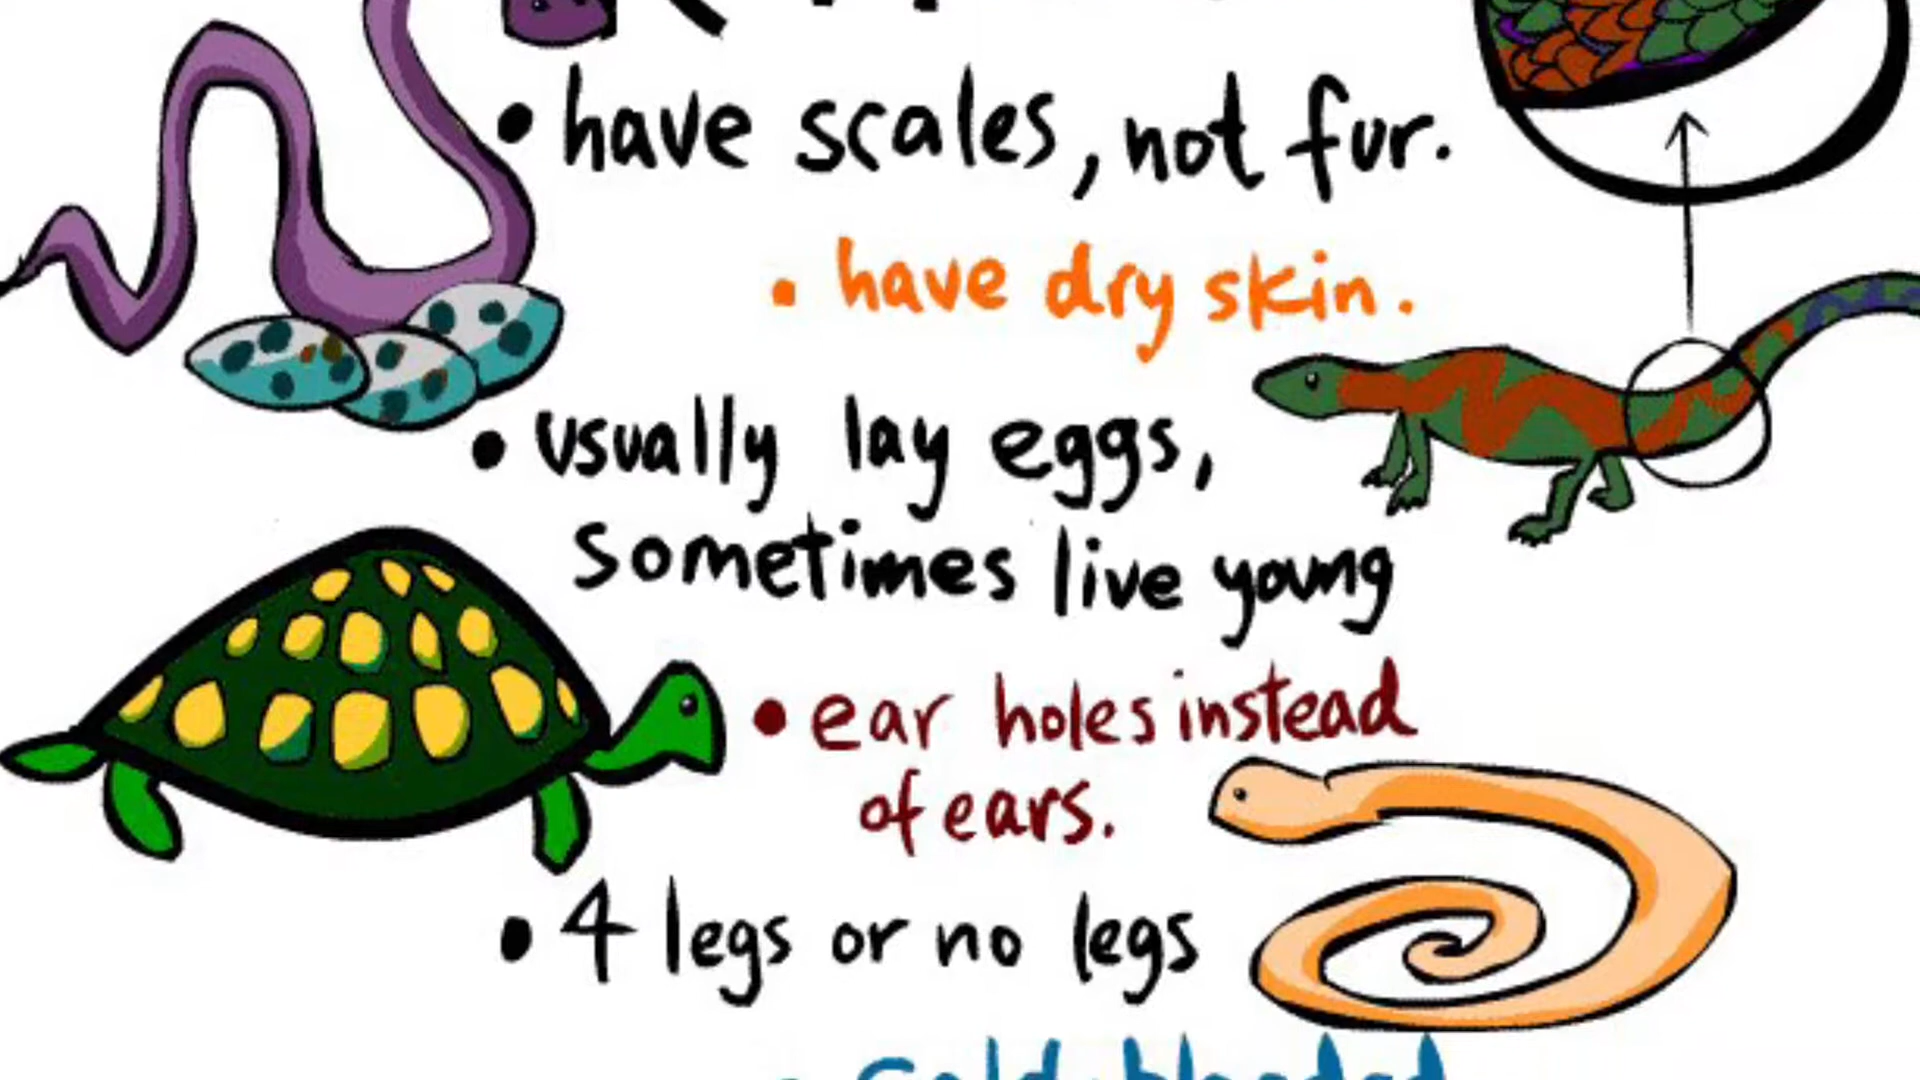 • have scales, not fur.
• have dry skin.
• usually lay eggs,
sometimes live young
• ear holes instead
of ears.
• 4 legs or no legs